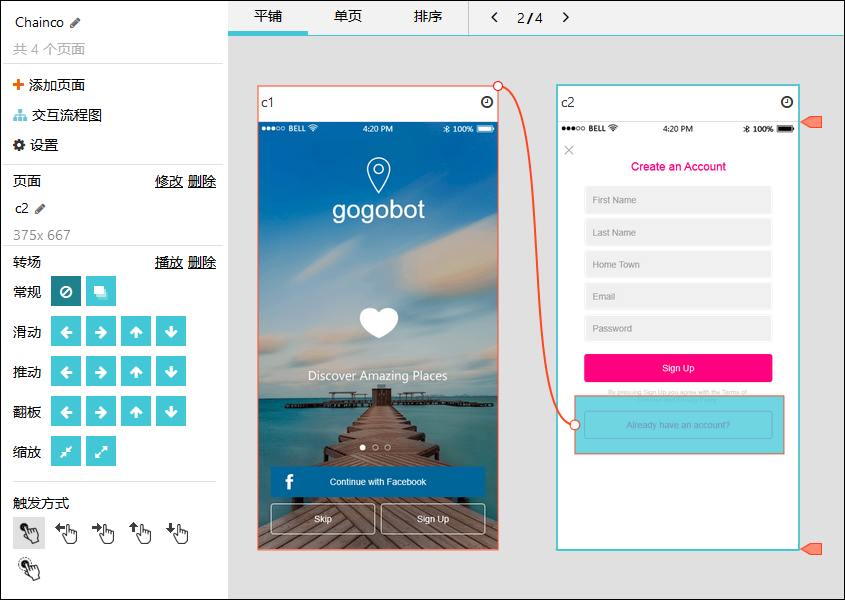 Chainco
共 4 个页面
添加页面
交互流程图
设置
页面 修改 删除
c2
375x 667
转场 播放 删除
常规
滑动
推动
翻板
缩放
触发方式
平铺 单页 排序 2/4
c1
BELL 4:20 PM 100%
gogobot
Discover Amazing Places
f Continue with Facebook
Skip Sign Up
c2
BELL 4:20 PM 100%
Create an Account
First Name
Last Name
Home Town
Email
Password
Sign Up
By pressing Sign Up you agree with the Terms of
Already have an account?